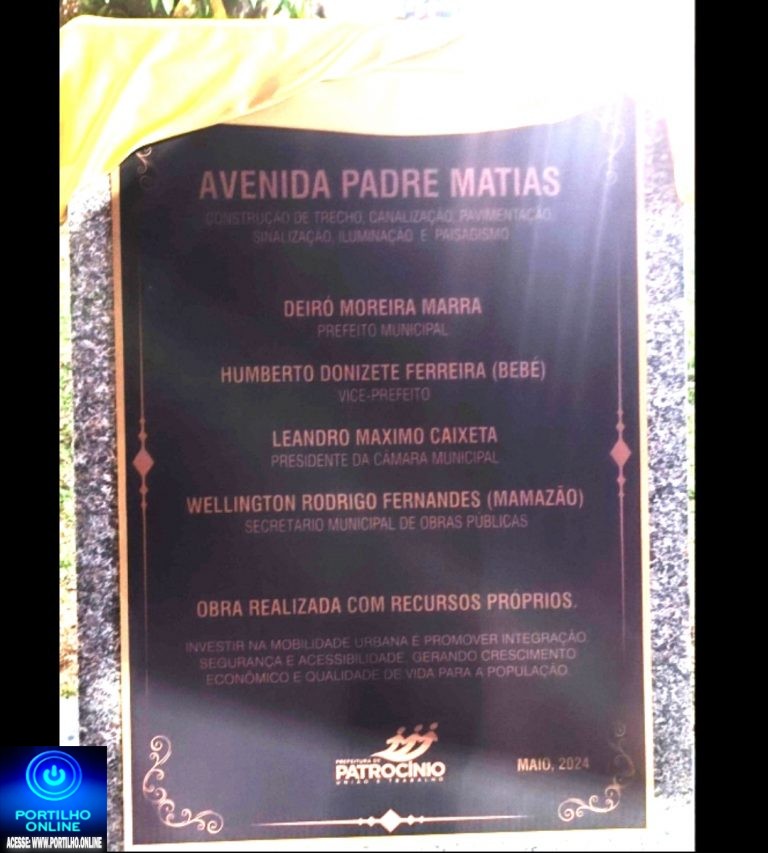 AVENIDA PADRE MATIAS
CONSTRUÇÃO DE TRECHO, CANALIZAÇÃO, PAVIMENTAÇÃO,
SINALIZAÇÃO, ILUMINAÇÃO E PAISAGISMO
DEIRÓ MOREIRA MARRA
PREFEITO MUNICIPAL
HUMBERTO DONIZETE FERREIRA (BEBÉ)
VICE-PREFEITO
LEANDRO MAXIMO CAIXETA
PRESIDENTE DA CÂMARA MUNICIPAL
WELLINGTON RODRIGO FERNANDES (MAMAZÃO)
SECRETARIO MUNICIPAL DE OBRAS PÚBLICAS
OBRA REALIZADA COM RECURSOS PRÓPRIOS.
INVESTIR NA MOBILIDADE URBANA É PROMOVER INTEGRAÇÃO
SEGURANÇA E ACESSIBILIDADE, GERANDO CRESCIMENTO
ECONÔMICO E QUALIDADE DE VIDA PARA A POPULAÇÃO.
PREFEITURA DE
PATROCÍNIO
UNIÃO E TRABALHO
MAIO, 2024
PORTILHO
ONLINE
ACESSE: WWW.PORTILHO.ONLINE